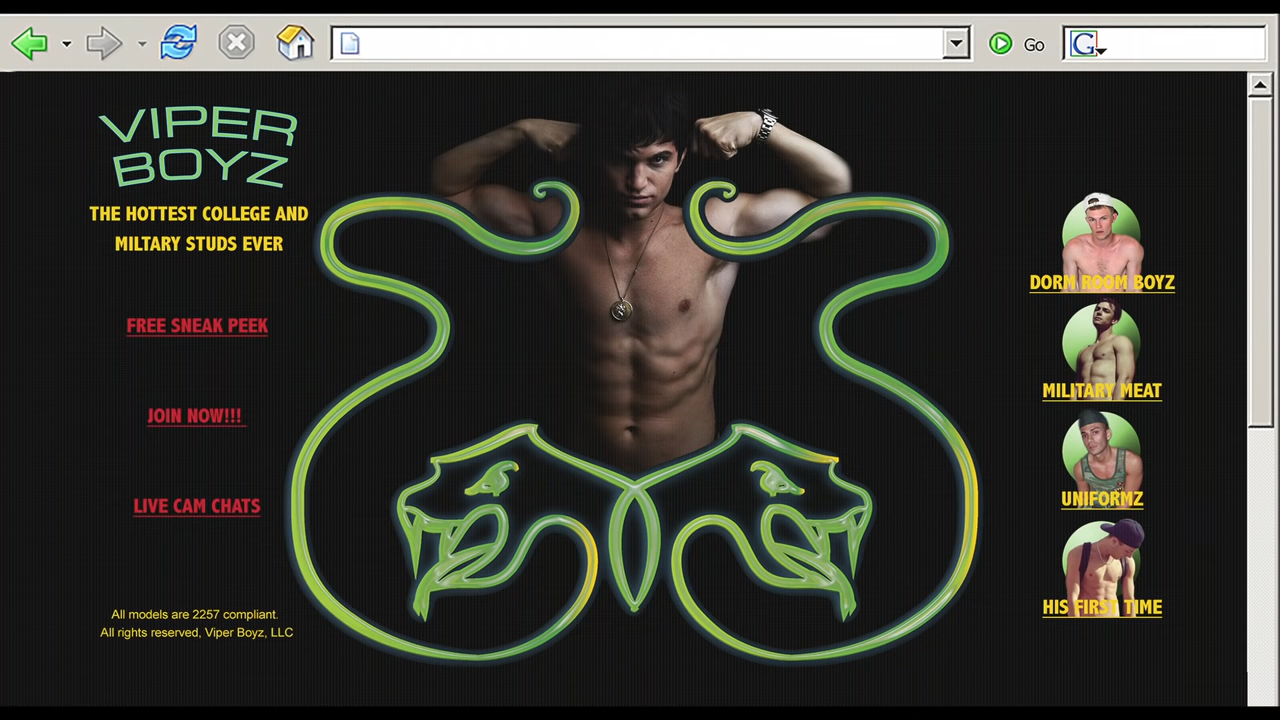 Go
G
VIPER
BOYZ
THE HOTTEST COLLEGE AND
MILTARY STUDS EVER
FREE SNEAK PEEK
JOIN NOW!!!
LIVE CAM CHATS
All models are 2257 compliant.
All rights reserved, Viper Boyz, LLC
DORM ROOM BOYZ
MILITARY MEAT
UNIFORMZ
HIS FIRST TIME